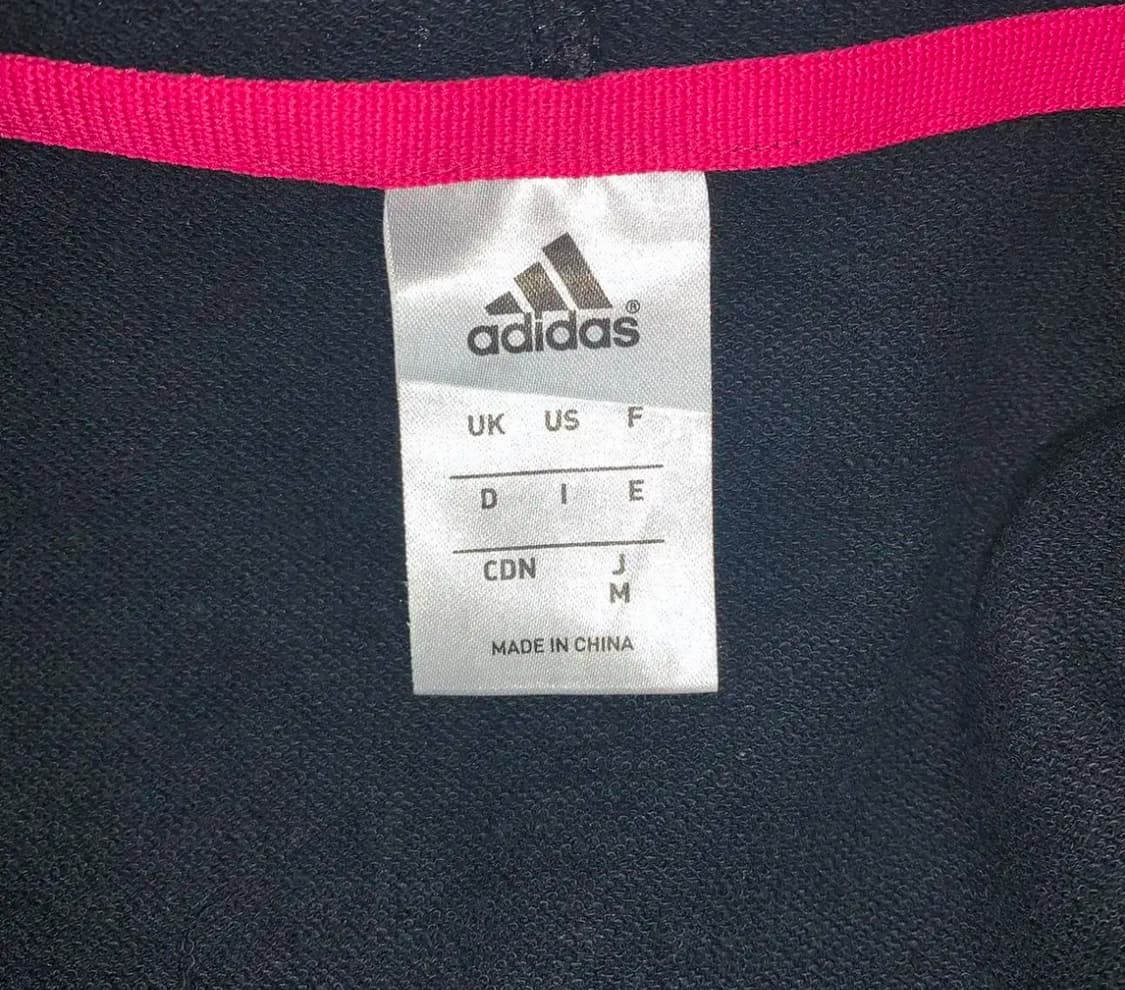 adidas®
UK US F
D I E
CDN J
M
MADE IN CHINA